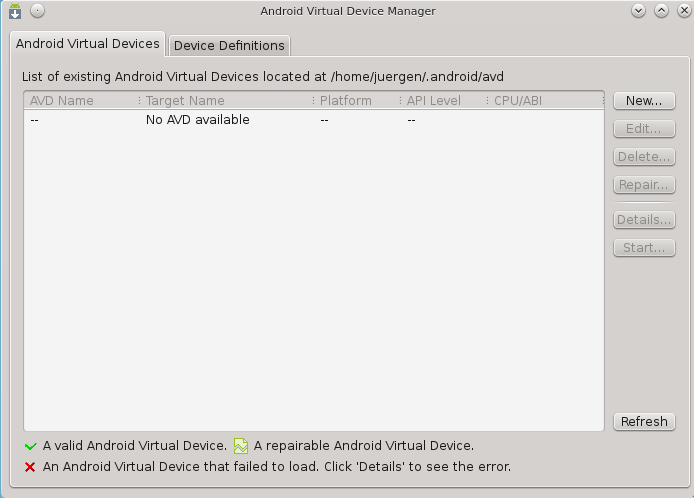 Android Virtual Device Manager
Android Virtual Devices
Device Definitions
List of existing Android Virtual Devices located at /home/juergen/.android/avd
AVD Name Target Name Platform API Level CPU/ABI
-- No AVD available -- --
New...
Edit...
Delete...
Repair...
Details...
Start...
Refresh
A valid Android Virtual Device. A repairable Android Virtual Device.
An Android Virtual Device that failed to load. Click 'Details' to see the error.